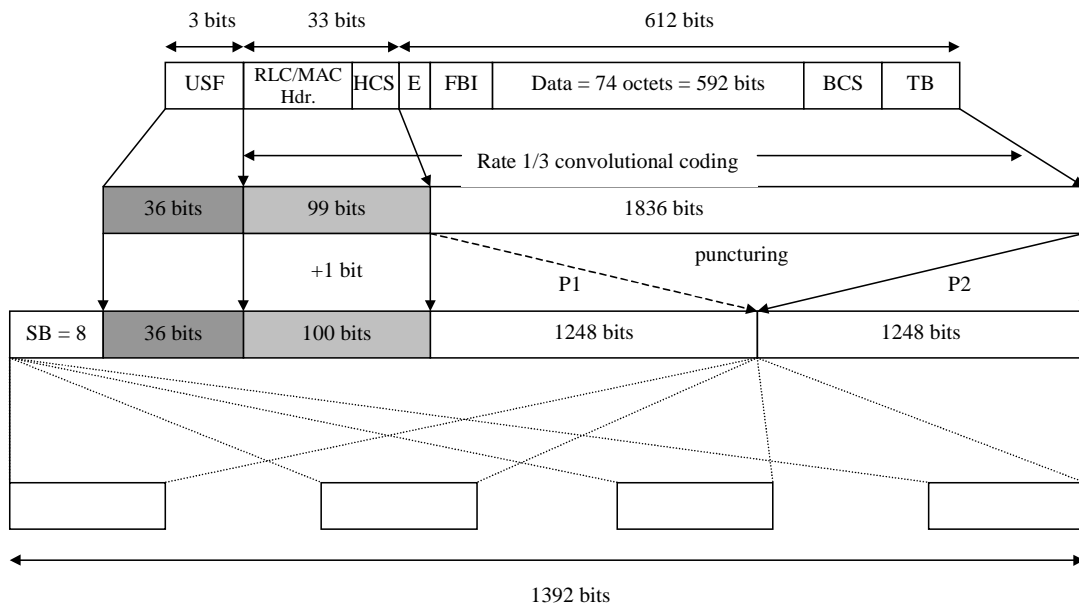 3 bits
33 bits
612 bits
USF
RLC/MAC
Hdr.
HCS
E
FBI
Data = 74 octets = 592 bits
BCS
TB
Rate 1/3 convolutional coding
36 bits
99 bits
1836 bits
puncturing
+1 bit
P1
P2
SB = 8
36 bits
100 bits
1248 bits
1248 bits
1392 bits